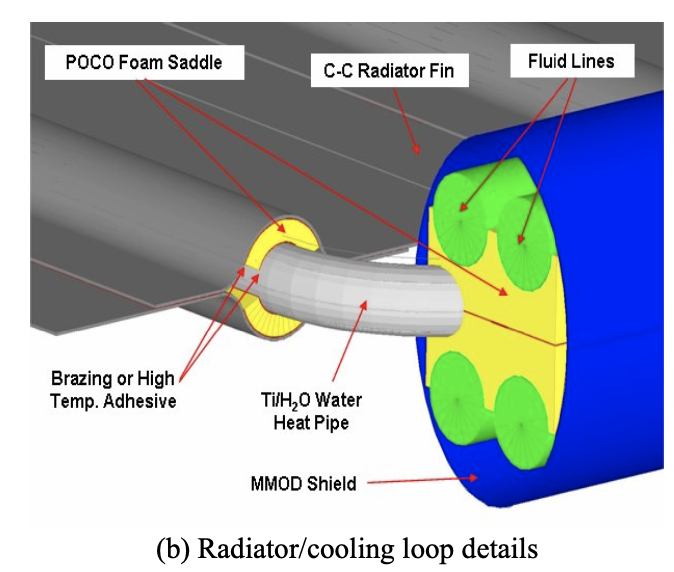 POCO Foam Saddle
C-C Radiator Fin
Fluid Lines
Brazing or High
Temp. Adhesive
Ti/H₂O Water
Heat Pipe
MMOD Shield
(b) Radiator/cooling loop details